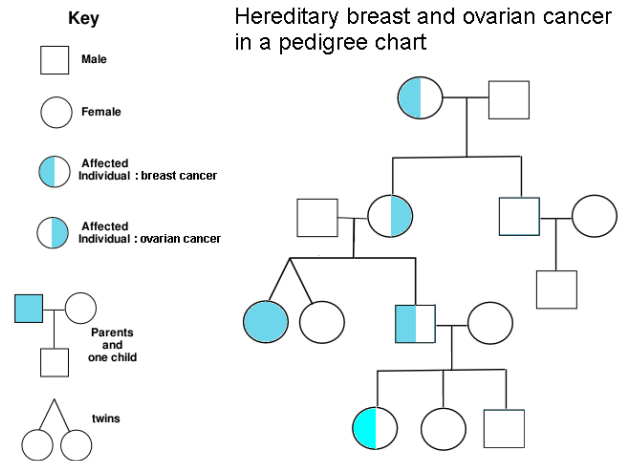 Hereditary breast and ovarian cancer
in a pedigree chart
Key
Male
Female
Affected
Individual : breast cancer
Affected
Individual : ovarian cancer
Parents
and
one child
twins